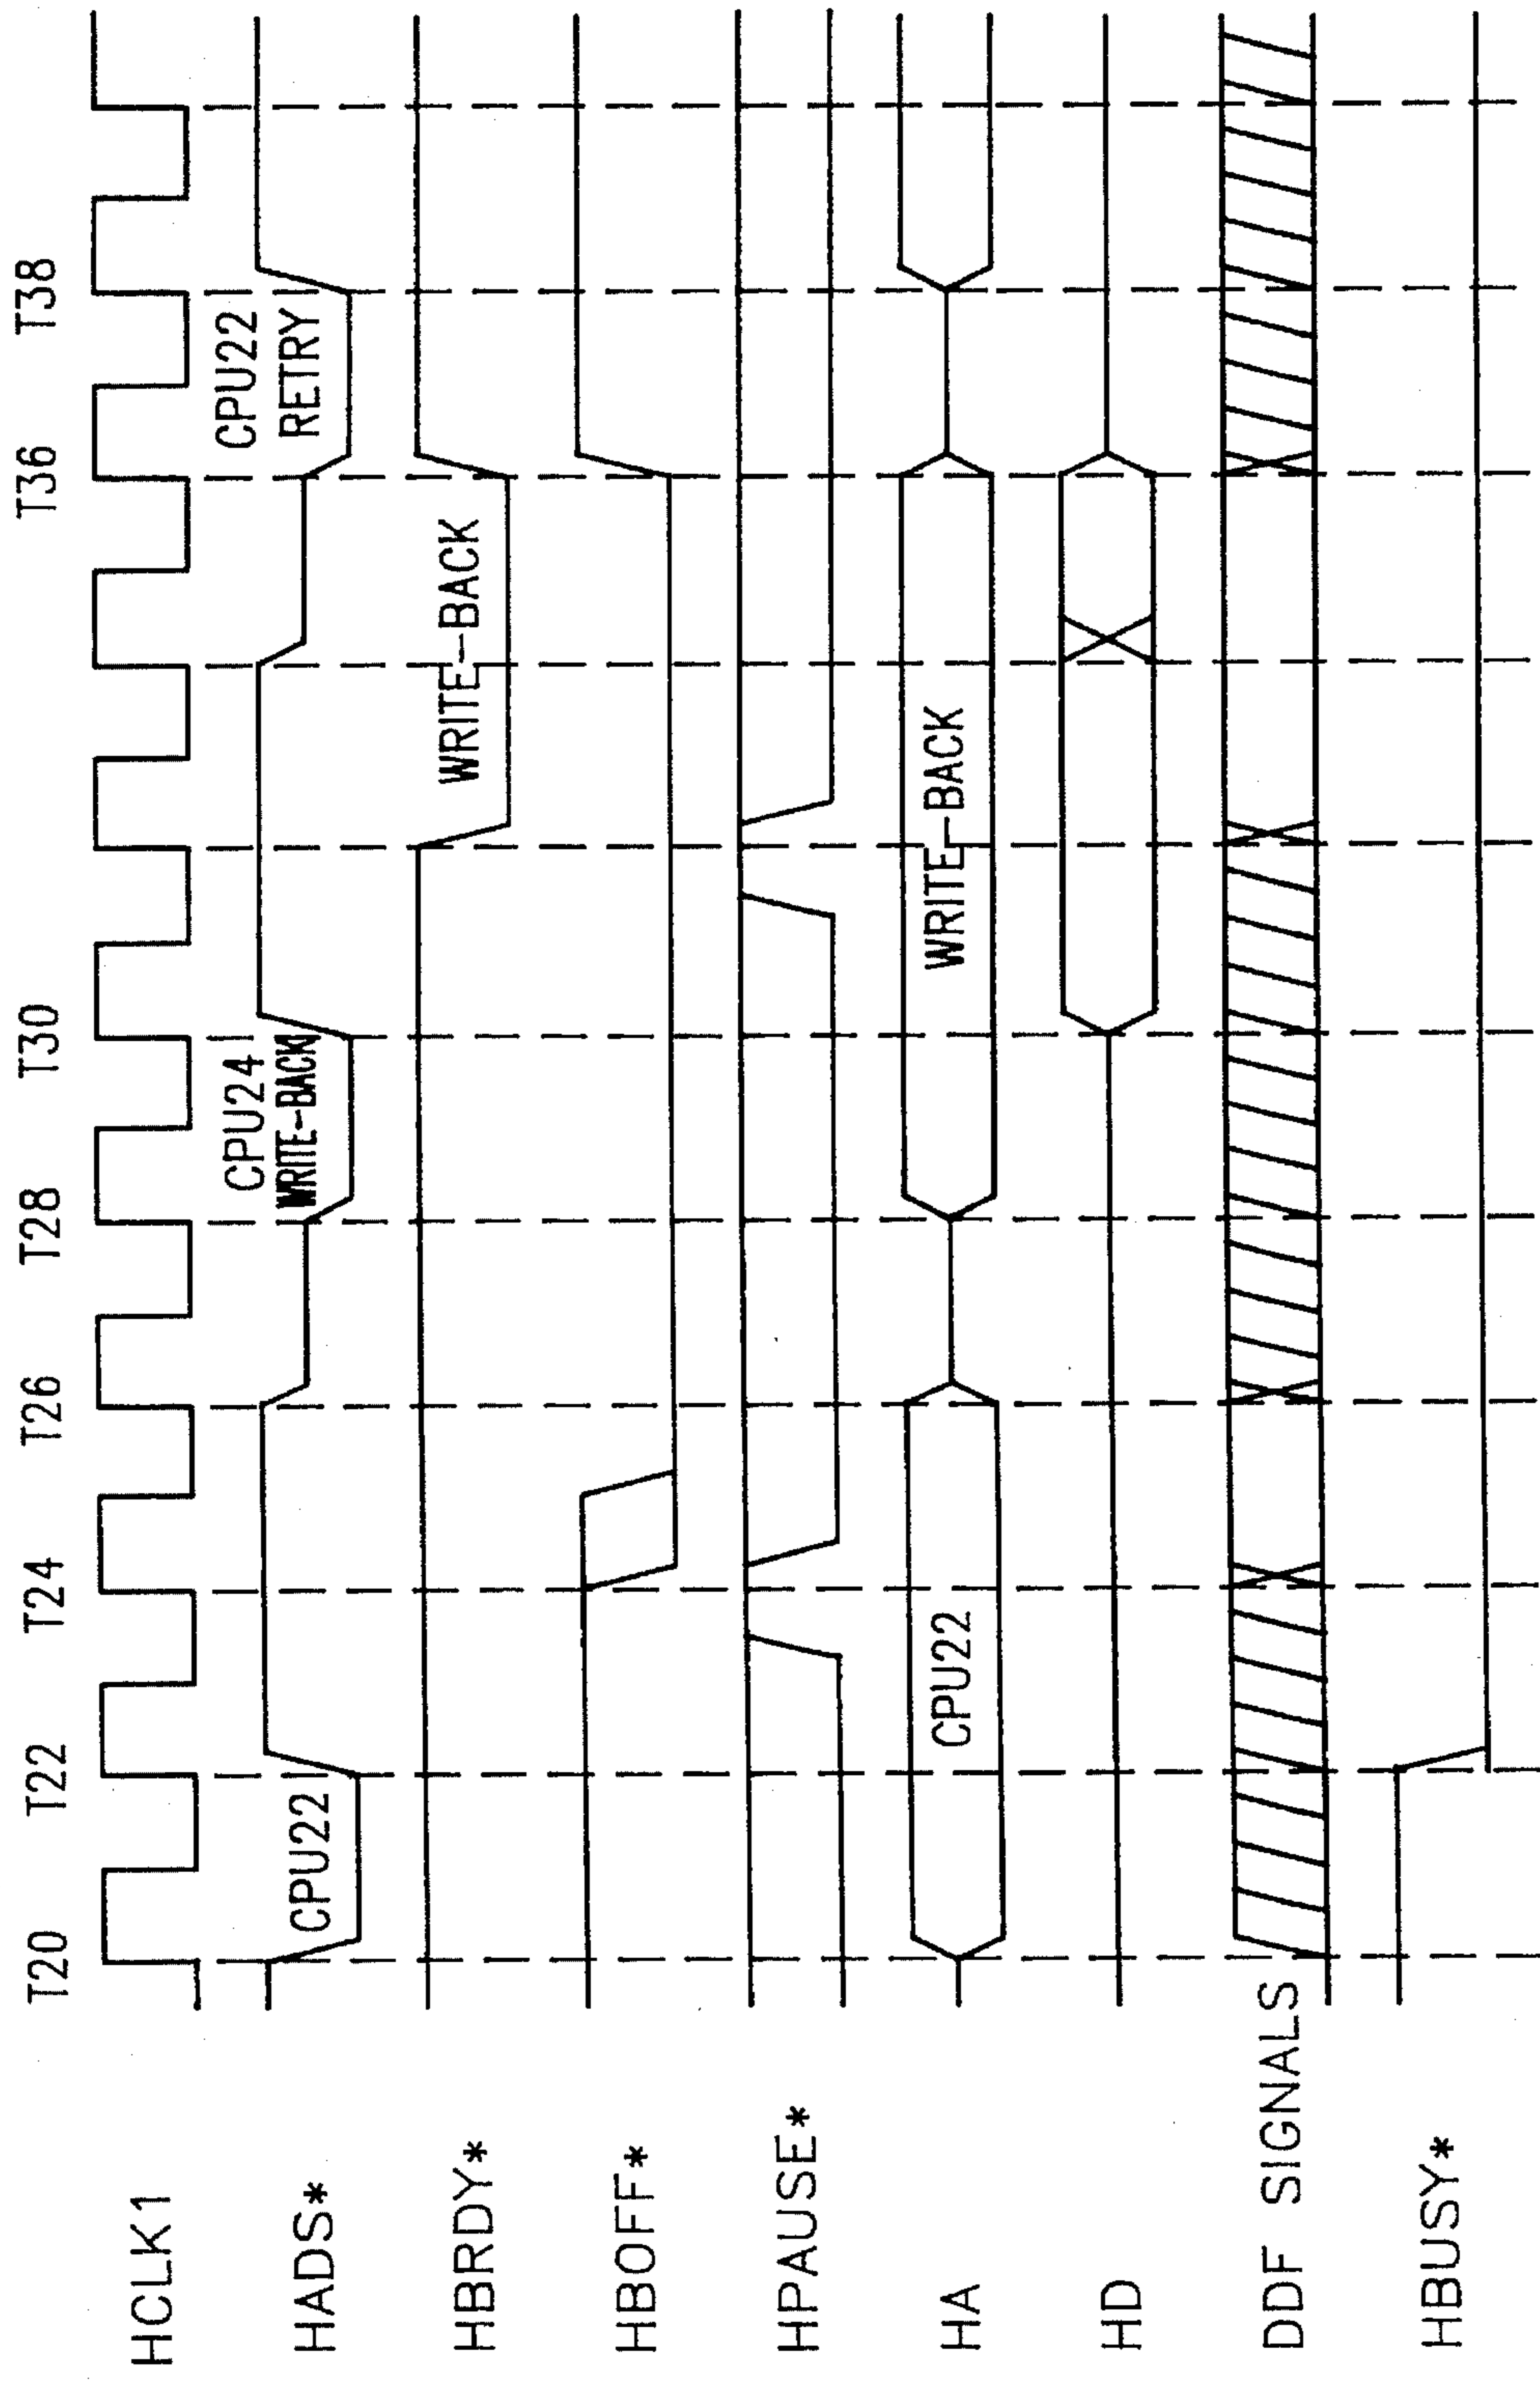 T20 T22 T24 T26 T28 T30 T36 T38
HCLK1
HADS*
CPU22
CPU24
WRITE-BACK
CPU22
RETRY
HBRDY*
WRITE-BACK
HBOFF*
HPAUSE*
HA
CPU22
WRITE-BACK
HD
DDF SIGNALS
HBUSY*